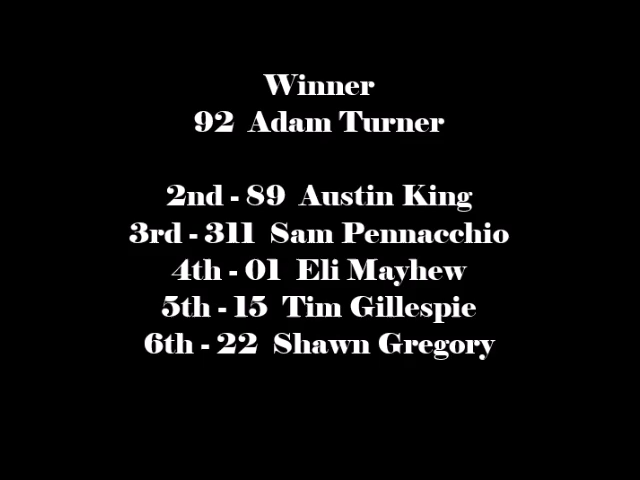 Winner
92 Adam Turner
2nd - 89 Austin King
3rd - 311 Sam Pennacchio
4th - 01 Eli Mayhew
5th - 15 Tim Gillespie
6th - 22 Shawn Gregory